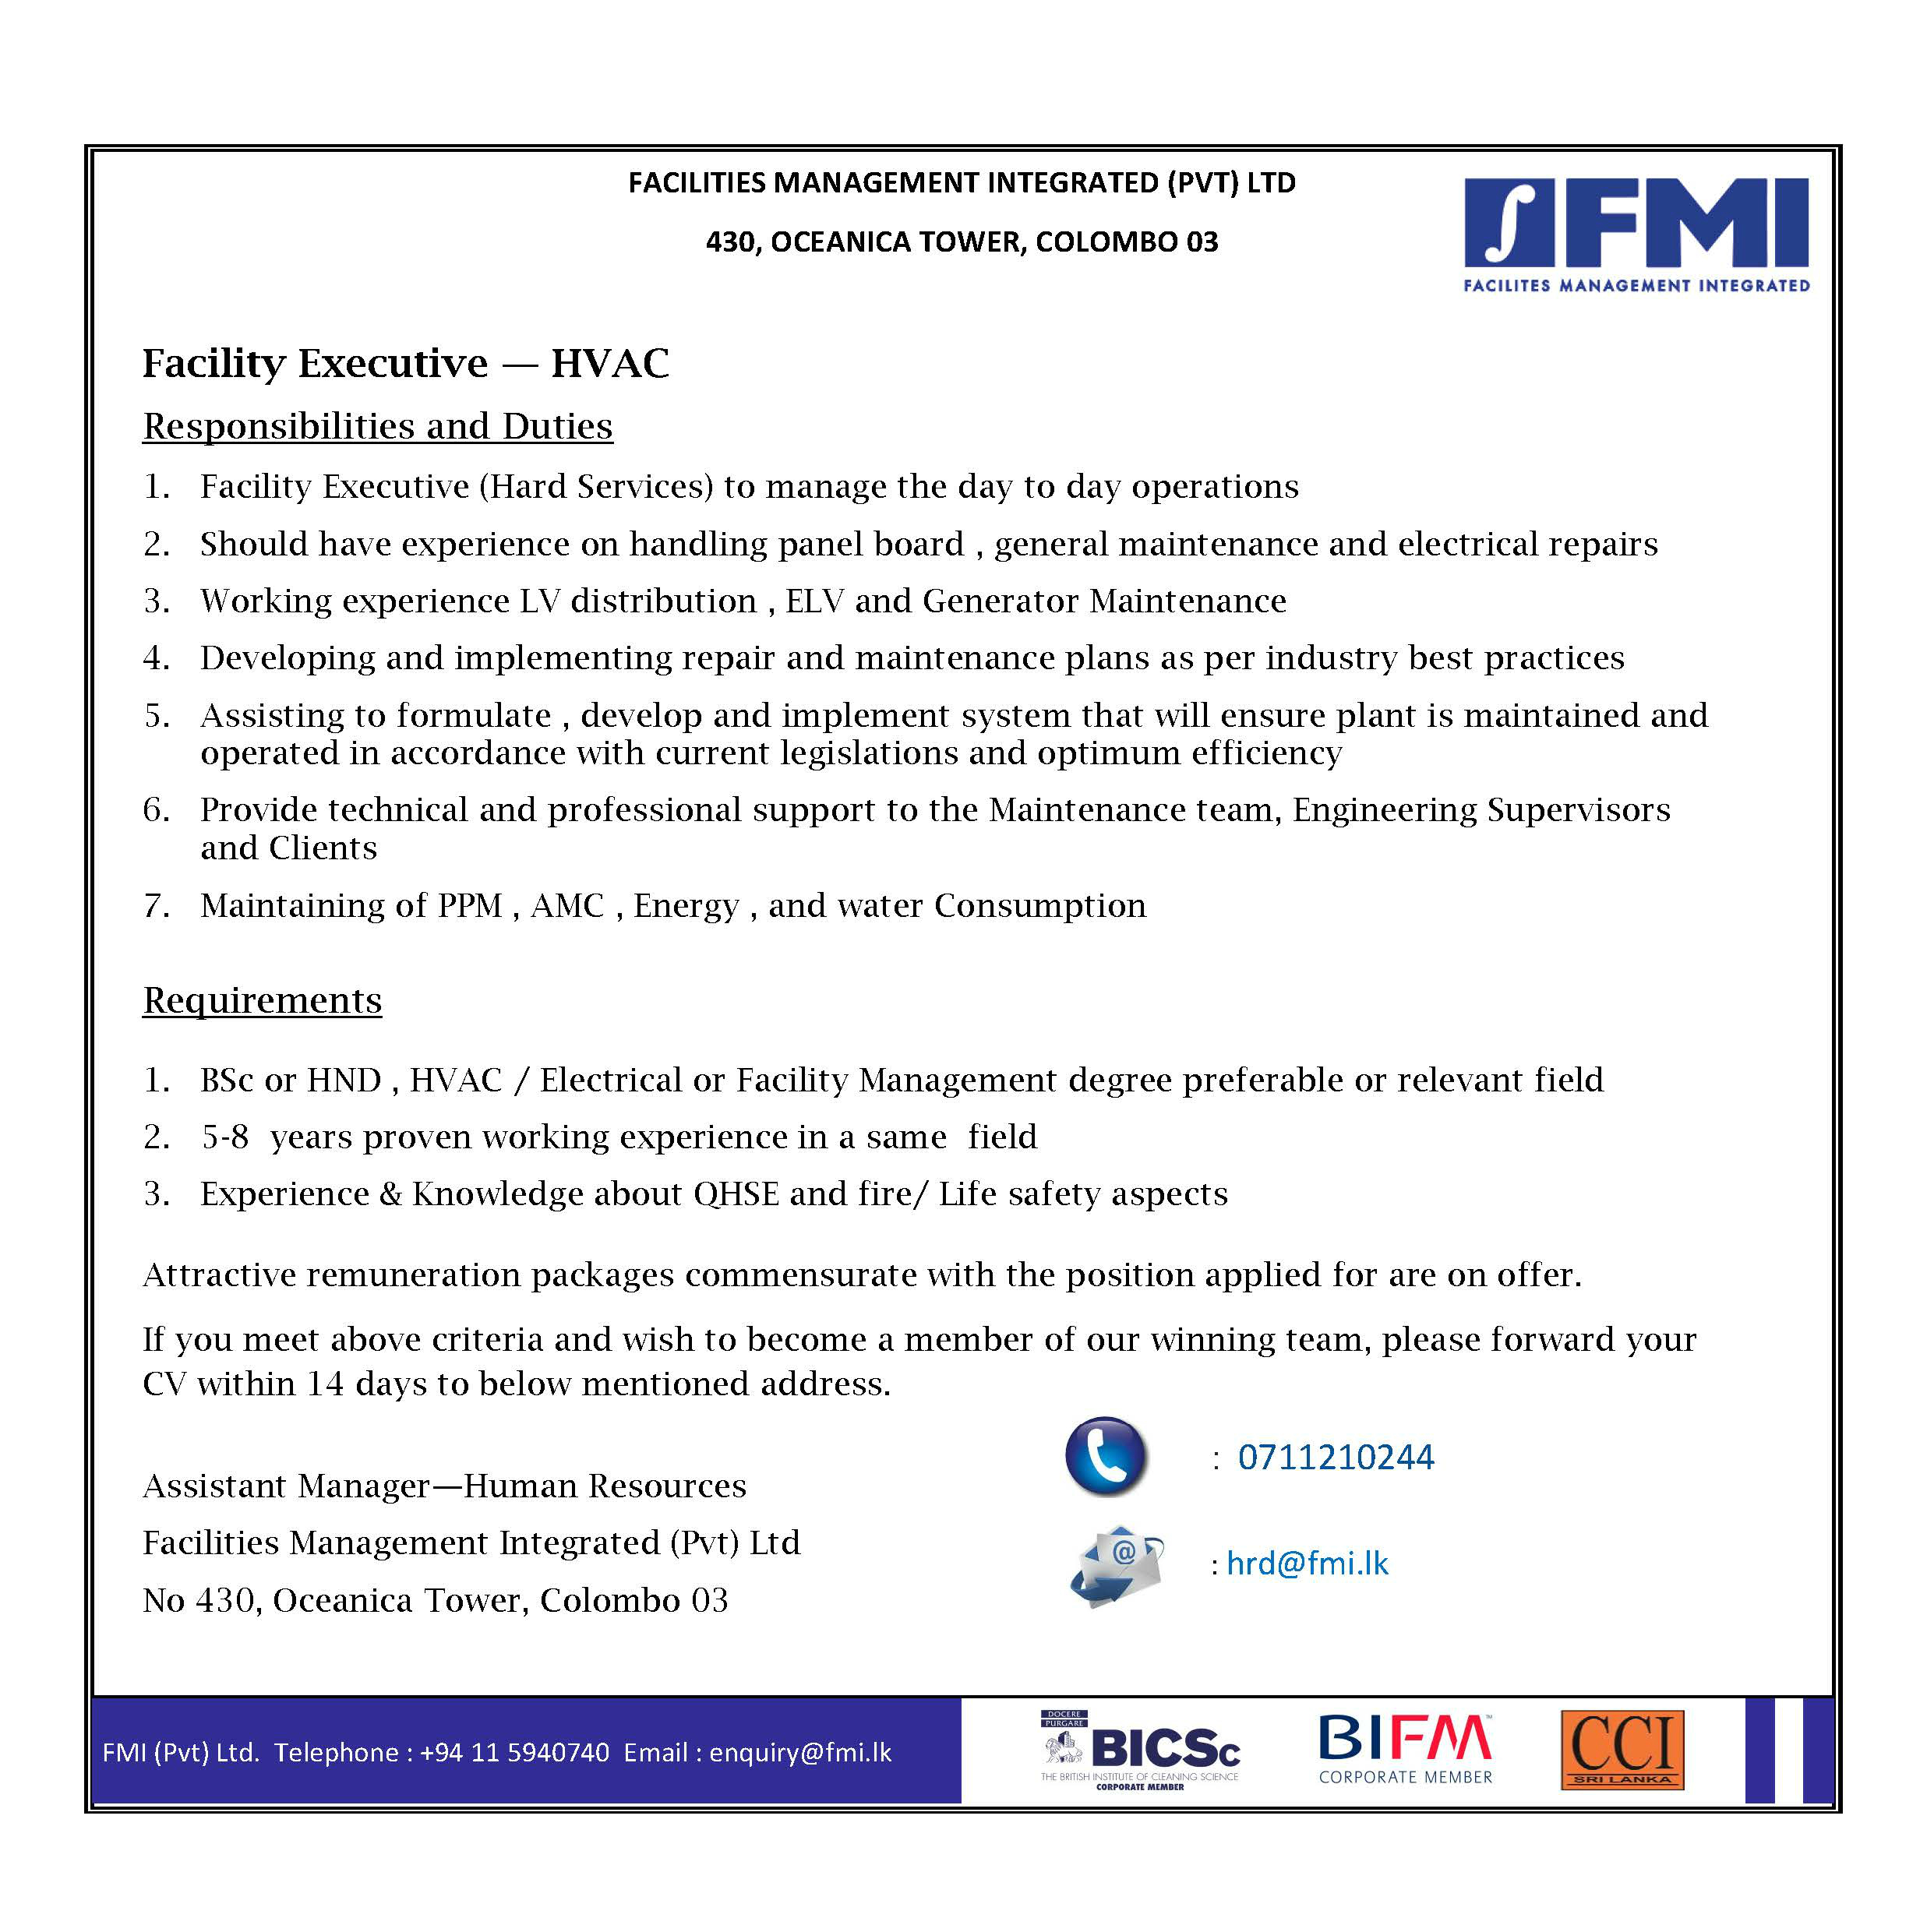 FACILITIES MANAGEMENT INTEGRATED (PVT) LTD
430, OCEANICA TOWER, COLOMBO 03
FMI
FACILITES MANAGEMENT INTEGRATED
Facility Executive — HVAC
Responsibilities and Duties
1. Facility Executive (Hard Services) to manage the day to day operations
2. Should have experience on handling panel board , general maintenance and electrical repairs
3. Working experience LV distribution , ELV and Generator Maintenance
4. Developing and implementing repair and maintenance plans as per industry best practices
5. Assisting to formulate , develop and implement system that will ensure plant is maintained and
operated in accordance with current legislations and optimum efficiency
6. Provide technical and professional support to the Maintenance team, Engineering Supervisors
and Clients
7. Maintaining of PPM , AMC , Energy , and water Consumption
Requirements
1. BSc or HND , HVAC / Electrical or Facility Management degree preferable or relevant field
2. 5-8 years proven working experience in a same field
3. Experience & Knowledge about QHSE and fire/ Life safety aspects
Attractive remuneration packages commensurate with the position applied for are on offer.
If you meet above criteria and wish to become a member of our winning team, please forward your
CV within 14 days to below mentioned address.
: 0711210244
Assistant Manager—Human Resources
Facilities Management Integrated (Pvt) Ltd
@
: hrd@fmi.lk
No 430, Oceanica Tower, Colombo 03
FMI (Pvt) Ltd. Telephone : +94 11 5940740 Email : enquiry@fmi.lk
DOCERE
PURGARE
BICSc
THE BRITISH INSTITUTE OF CLEANING SCIENCE
CORPORATE MEMBER
BIFM™
CORPORATE MEMBER
CCI
SRI LANKA